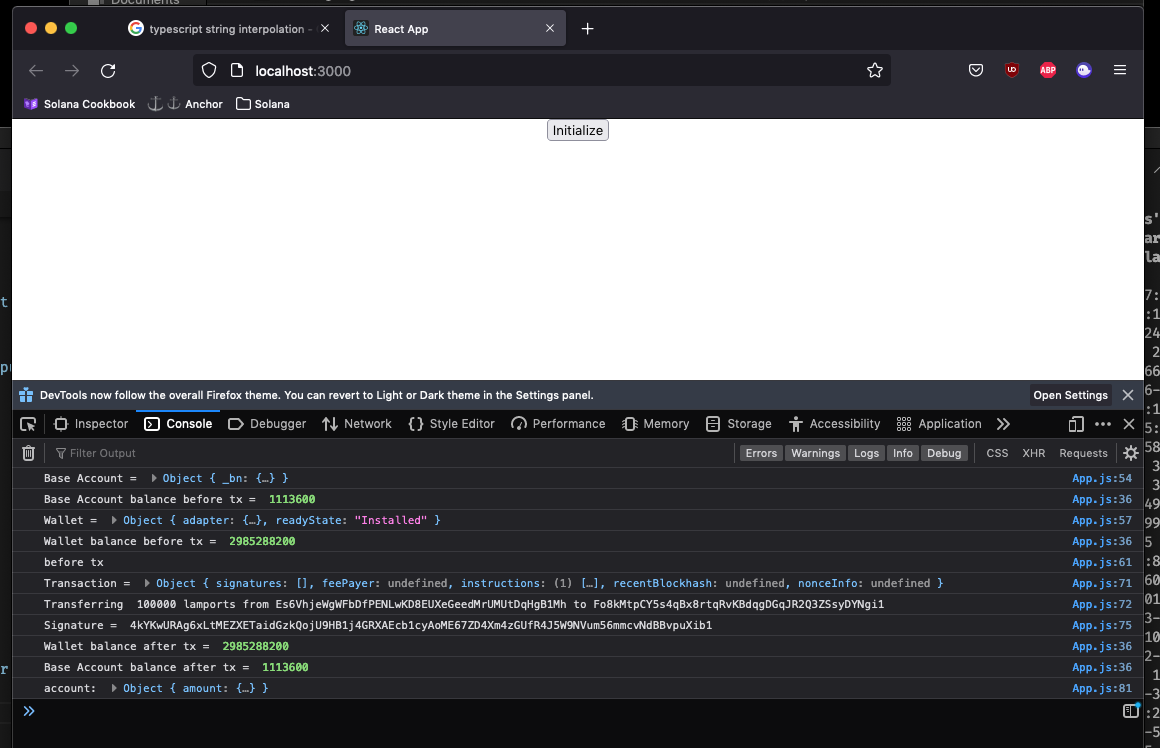 Documents
typescript string interpolation -
React App
localhost:3000
UD
ABP
Solana Cookbook
Anchor
Solana
Initialize
DevTools now follow the overall Firefox theme. You can revert to Light or Dark theme in the Settings panel.
Open Settings
Inspector Console Debugger Network Style Editor Performance Memory Storage Accessibility Application
Filter Output
Errors Warnings Logs Info Debug CSS XHR Requests
Base Account = Object { _bn: {…} } App.js:54
Base Account balance before tx = 1113600 App.js:36
Wallet = Object { adapter: {…}, readyState: "Installed" } App.js:57
Wallet balance before tx = 2985288200 App.js:36
before tx App.js:61
Transaction = Object { signatures: [], feePayer: undefined, instructions: (1) […], recentBlockhash: undefined, nonceInfo: undefined } App.js:71
Transferring 100000 lamports from Es6VhjeWgWFbDfPENLwKD8EUXeGeedMrUMUtDqHgB1Mh to Fo8kMtpCY5s4qBx8rtqRvKBdqgDGqJR2Q3ZSsyDYNgi1 App.js:72
Signature = 4kYKwURAg6xLtMEZXETaidGzkQojU9HB1j4GRXAEcb1cyAoME67ZD4Xm4zGUfR4J5W9NVum56mmcvNdBBvpuXib1 App.js:75
Wallet balance after tx = 2985288200 App.js:36
Base Account balance after tx = 1113600 App.js:36
account: Object { amount: {…} } App.js:81